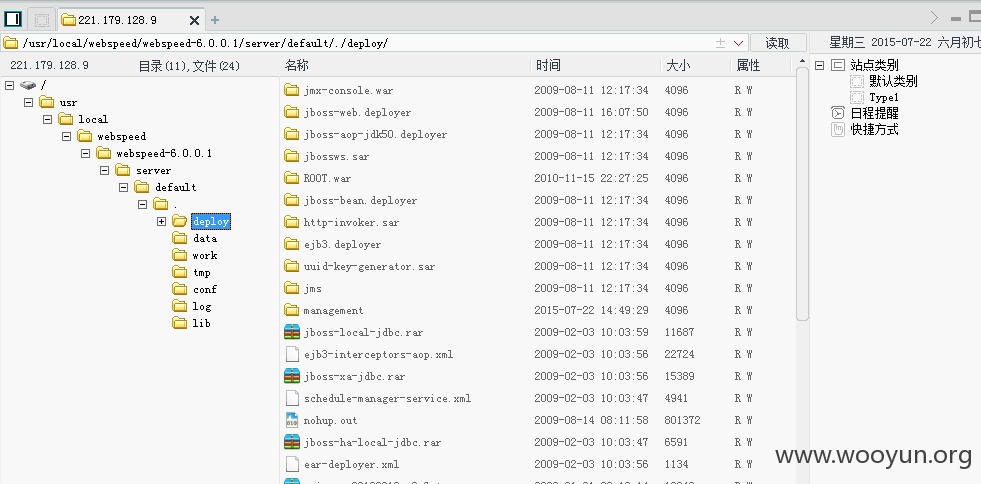 221.179.128.9
/usr/local/webspeed/webspeed-6.0.0.1/server/default/./deploy/ 读取 星期三 2015-07-22 六月初七
221.179.128.9 目录(11),文件(24) 名称 时间 大小 属性
/
usr
local
webspeed
webspeed-6.0.0.1
server
default
.
deploy
data
work
tmp
conf
log
lib
jmx-console.war 2009-08-11 12:17:34 4096 R W
jboss-web.deployer 2009-08-11 16:07:50 4096 R W
jboss-aop-jdk50.deployer 2009-08-11 12:17:34 4096 R W
jbossws.sar 2009-08-11 12:17:34 4096 R W
ROOT.war 2010-11-15 22:27:25 4096 R W
jboss-bean.deployer 2009-08-11 12:17:34 4096 R W
http-invoker.sar 2009-08-11 12:17:34 4096 R W
ejb3.deployer 2009-08-11 12:17:34 4096 R W
uuid-key-generator.sar 2009-08-11 12:17:34 4096 R W
jms 2009-08-11 12:17:34 4096 R W
management 2015-07-22 14:49:29 4096 R W
jboss-local-jdbc.rar 2009-02-03 10:03:59 11687 R W
ejb3-interceptors-aop.xml 2009-02-03 10:03:56 22724 R W
jboss-xa-jdbc.rar 2009-02-03 10:03:56 15389 R W
schedule-manager-service.xml 2009-02-03 10:03:47 4941 R W
nohup.out 2009-08-14 08:11:58 801372 R W
jboss-ha-local-jdbc.rar 2009-02-03 10:03:47 6591 R W
ear-deployer.xml 2009-02-03 10:03:56 1134 R W
站点类别
默认类别
Type1
日程提醒
快捷方式
www.wooyun.org